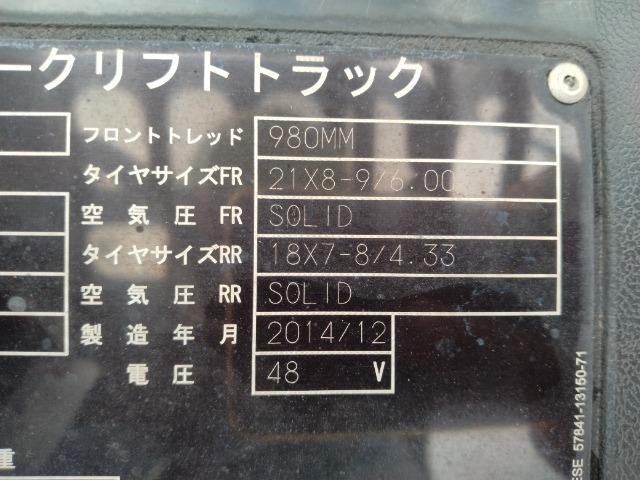 ークリフトトラック
フロントトレッド 980MM
タイヤサイズFR 21X8-9/6.00
空気圧 FR SOLID
タイヤサイズRR 18X7-8/4.33
空気圧 RR SOLID
製造年月 2014/12
電圧 48 V
重
ESE 57841-13150-71